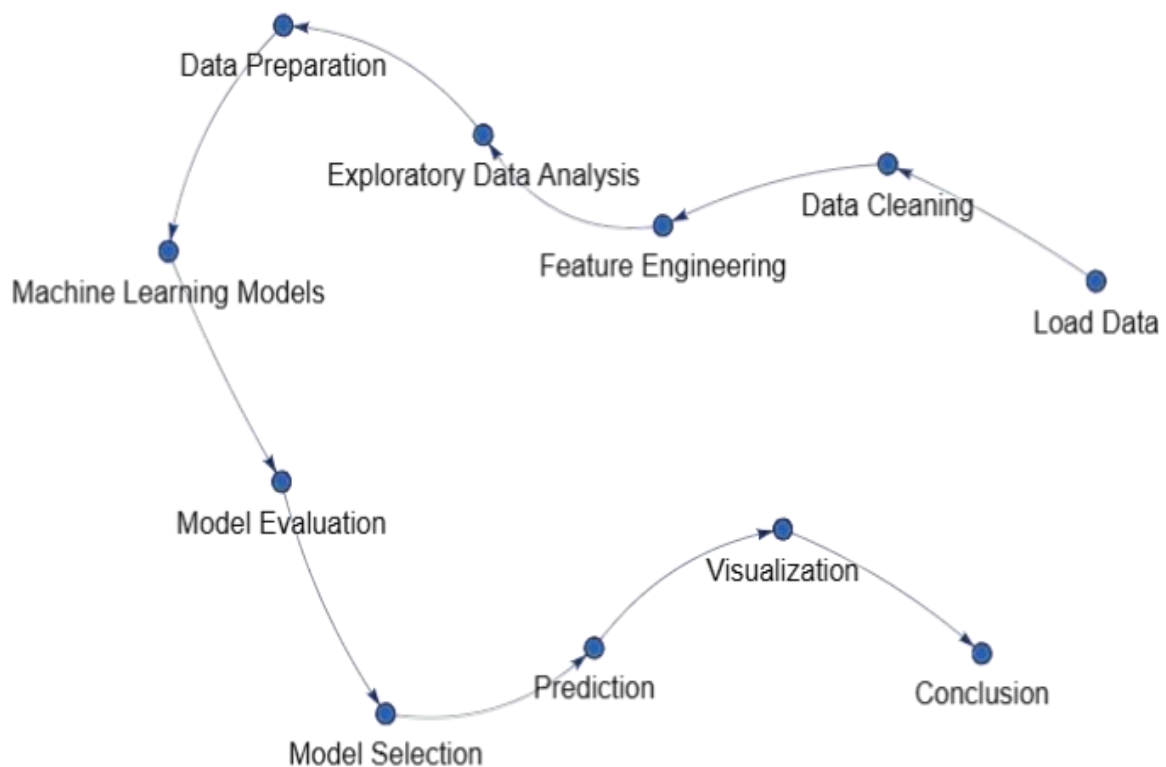 Data Preparation
Exploratory Data Analysis
Data Cleaning
Feature Engineering
Machine Learning Models
Load Data
Model Evaluation
Visualization
Prediction
Conclusion
Model Selection